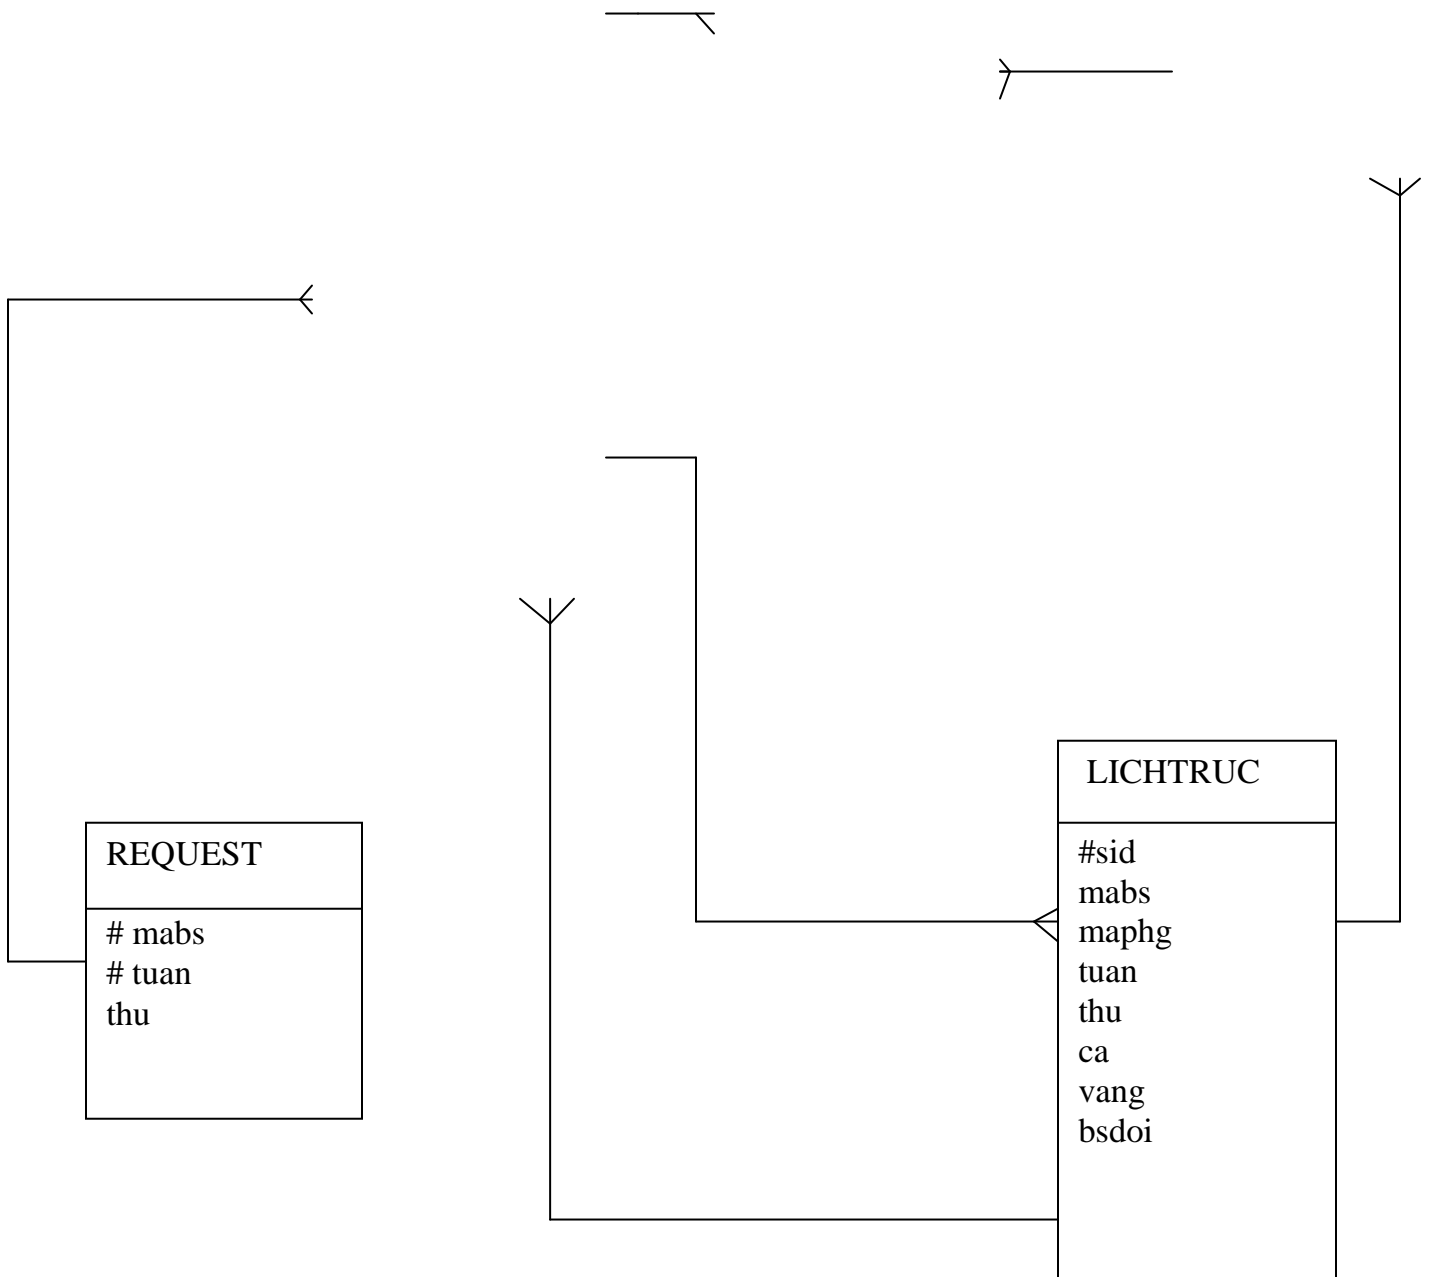 LICHTRUC
#sid
mabs
maphg
tuan
thu
ca
vang
bsdoi
REQUEST
# mabs
# tuan
thu